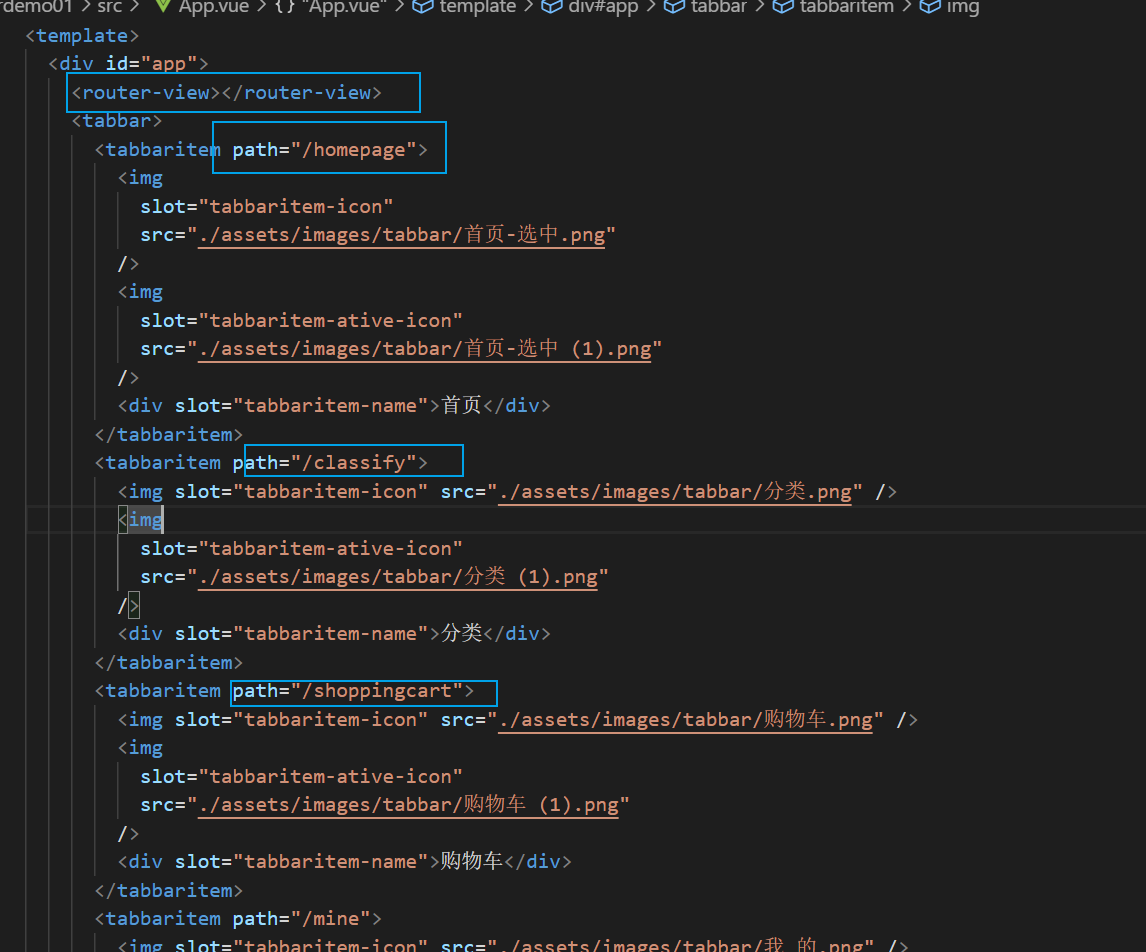 rdemo01 > src > App.vue > {} "App.vue" > template > div#app > tabbar > tabbaritem > img
<template>
<div id="app">
<router-view></router-view>
<tabbar>
<tabbaritem path="/homepage">
<img
slot="tabbaritem-icon"
src="./assets/images/tabbar/首页-选中.png"
/>
<img
slot="tabbaritem-ative-icon"
src="./assets/images/tabbar/首页-选中 (1).png"
/>
<div slot="tabbaritem-name">首页</div>
</tabbaritem>
<tabbaritem path="/classify">
<img slot="tabbaritem-icon" src="./assets/images/tabbar/分类.png" />
<img
slot="tabbaritem-ative-icon"
src="./assets/images/tabbar/分类 (1).png"
/>
<div slot="tabbaritem-name">分类</div>
</tabbaritem>
<tabbaritem path="/shoppingcart">
<img slot="tabbaritem-icon" src="./assets/images/tabbar/购物车.png" />
<img
slot="tabbaritem-ative-icon"
src="./assets/images/tabbar/购物车 (1).png"
/>
<div slot="tabbaritem-name">购物车</div>
</tabbaritem>
<tabbaritem path="/mine">
<img slot="tabbaritem-icon" src="./assets/images/tabbar/我 的.png" />